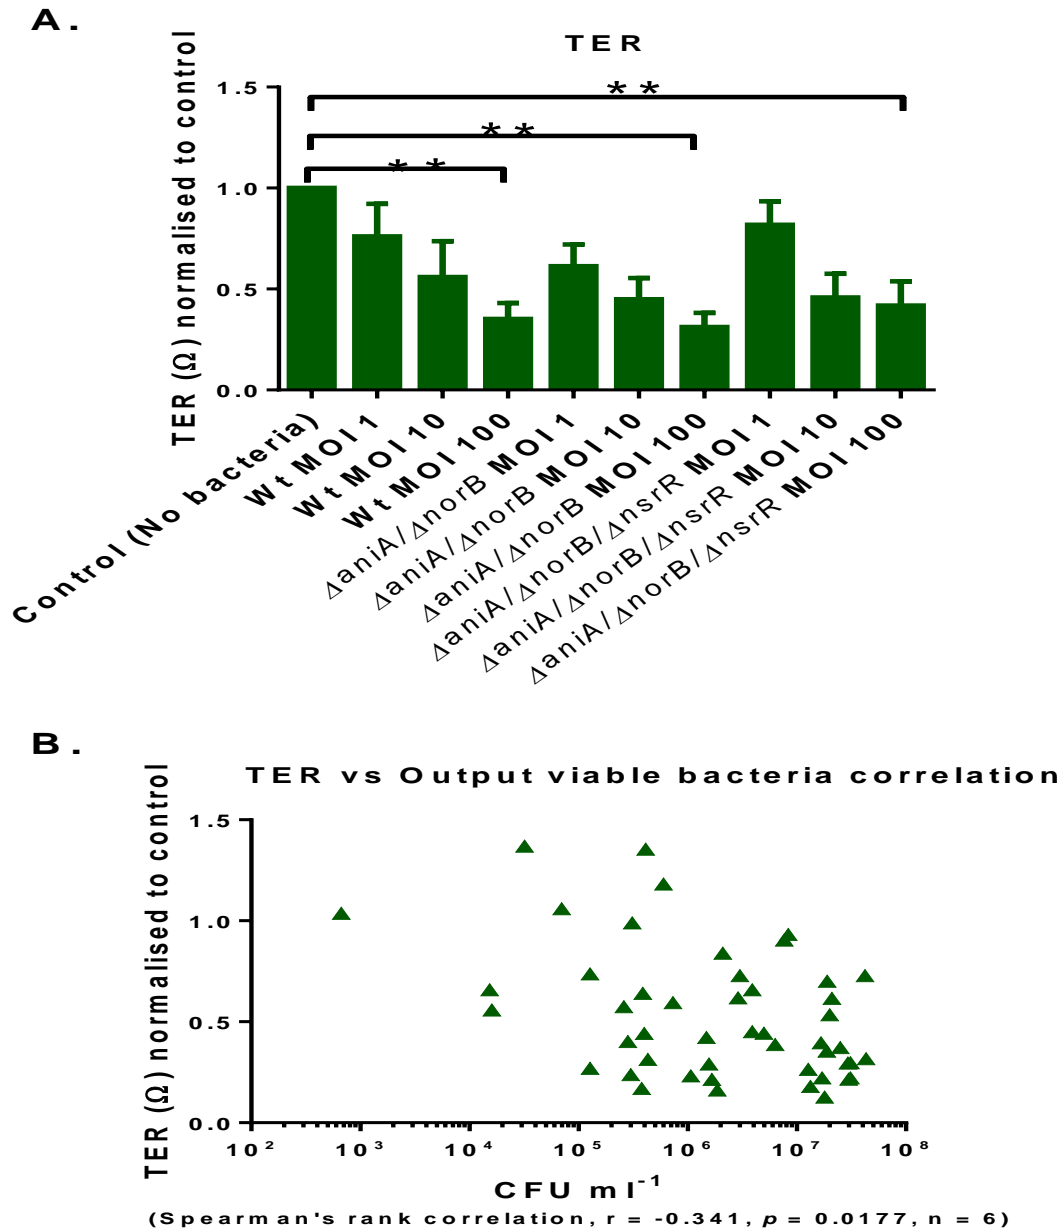 A.
TER
TER (Ω) normalised to control
1.5
1.0
0.5
0.0
**
**
**
Control (No bacteria)
Wt MOI 1
Wt MOI 10
Wt MOI 100
ΔaniA/ΔnorB MOI 1
ΔaniA/ΔnorB MOI 10
ΔaniA/ΔnorB MOI 100
ΔaniA/ΔnorB/ΔnsrR MOI 1
ΔaniA/ΔnorB/ΔnsrR MOI 10
ΔaniA/ΔnorB/ΔnsrR MOI 100
B.
TER vs Output viable bacteria correlation
TER (Ω) normalised to control
1.5
1.0
0.5
0.0
10² 10³ 10⁴ 10⁵ 10⁶ 10⁷ 10⁸
CFU ml⁻¹
(Spearman's rank correlation, r = -0.341, p = 0.0177, n = 6)